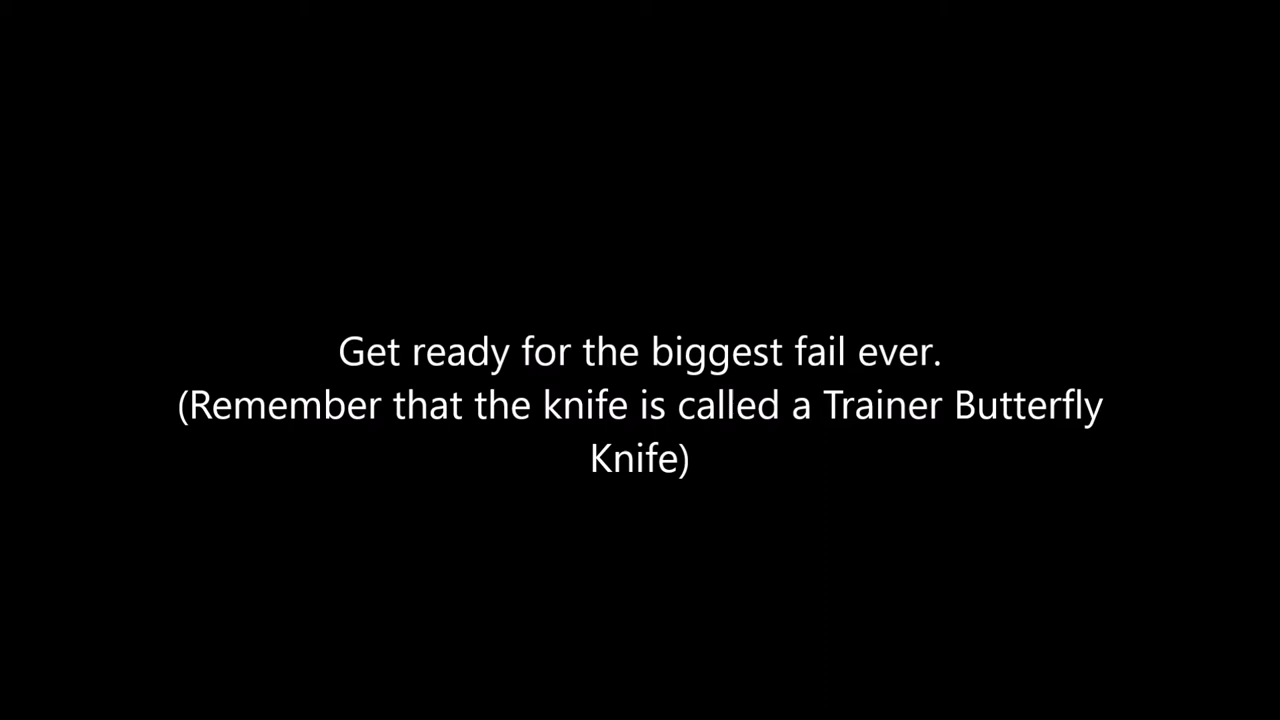 Get ready for the biggest fail ever.
(Remember that the knife is called a Trainer Butterfly
Knife)